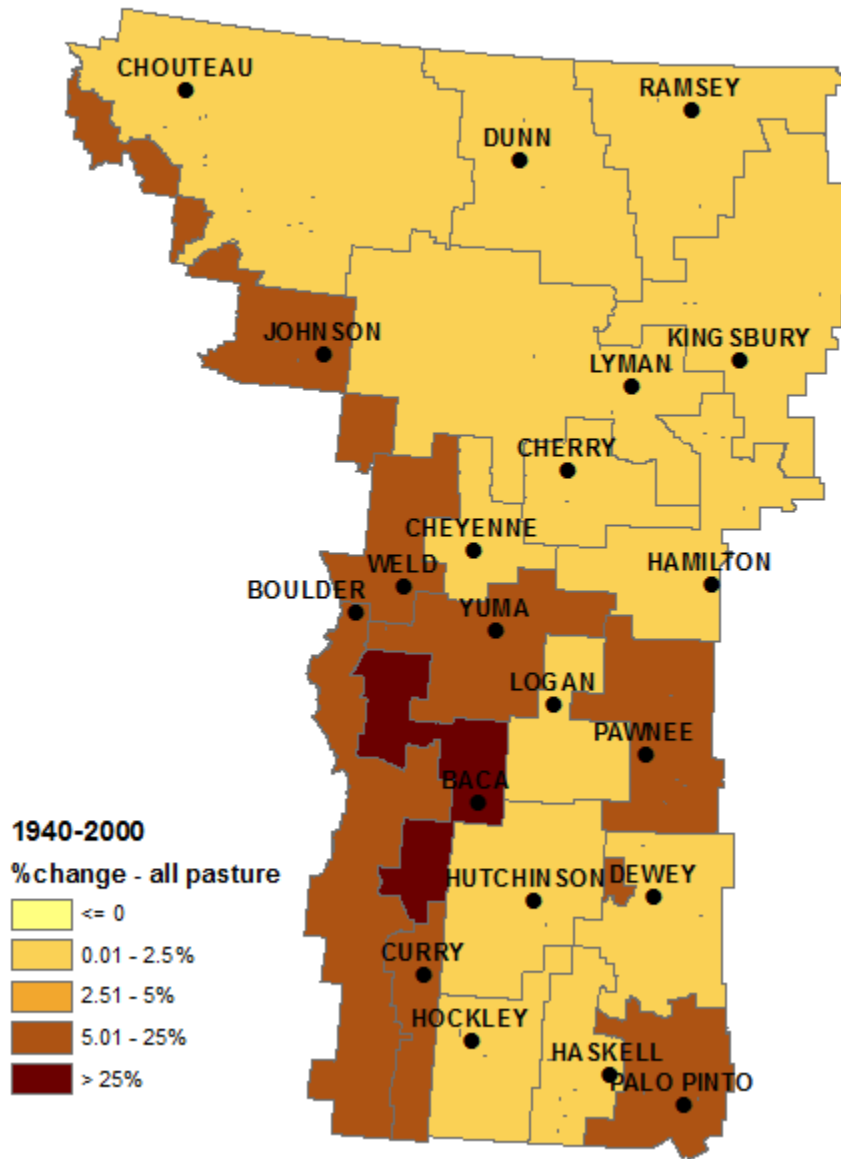 CHOUTEAU
RAMSEY
DUNN
JOHNSON
KINGSBURY
LYMAN
CHERRY
CHEYENNE
HAMILTON
WELD
BOULDER
YUMA
LOGAN
PAWNEE
BACA
1940-2000
%change - all pasture
<= 0
0.01 - 2.5%
2.51 - 5%
5.01 - 25%
> 25%
HUTCHINSON
DEWEY
CURRY
HOCKLEY
HASKELL
PALO PINTO